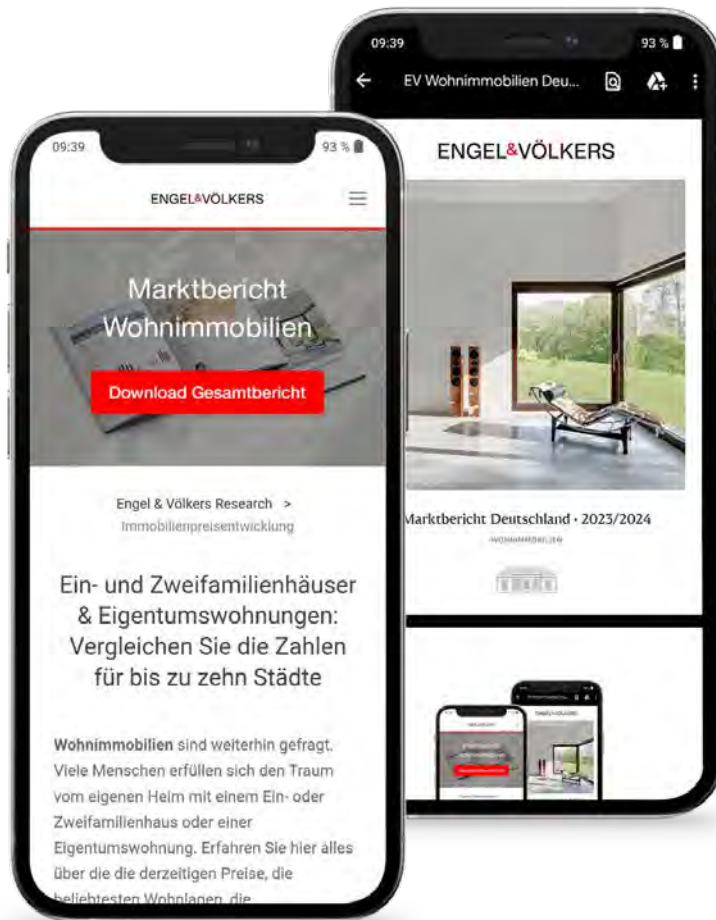 09:39
93 %
ENGEL&VÖLKERS
Marktbericht
Wohnimmobilien
Download Gesamtbericht
Engel & Völkers Research >
Immobilienpreisentwicklung
Ein- und Zweifamilienhäuser
& Eigentumswohnungen:
Vergleichen Sie die Zahlen
für bis zu zehn Städte
Wohnimmobilien sind weiterhin gefragt.
Viele Menschen erfüllen sich den Traum
vom eigenen Heim mit einem Ein- oder
Zweifamilienhaus oder einer
Eigentumswohnung. Erfahren Sie hier alles
über die die derzeitigen Preise, die
beliebtesten Wohnlagen, die
09:39
93 %
EV Wohnimmobilien Deu...
ENGEL&VÖLKERS
Marktbericht Deutschland · 2023/2024
WOHNIMMOBILIEN